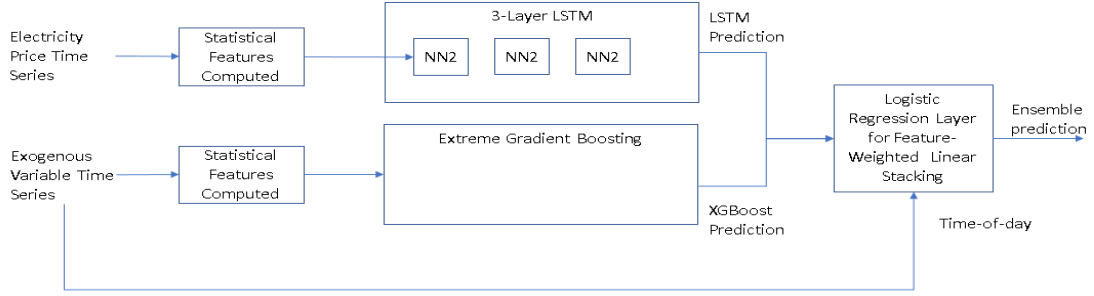 Electricity
Price Time
Series
Statistical
Features
Computed
3-Layer LSTM
NN2
NN2
NN2
LSTM
Prediction
Exogenous
Variable Time
Series
Statistical
Features
Computed
Extreme Gradient Boosting
XGBoost
Prediction
Logistic
Regression Layer
for Feature-
Weighted Linear
Stacking
Ensemble
prediction
Time-of-day